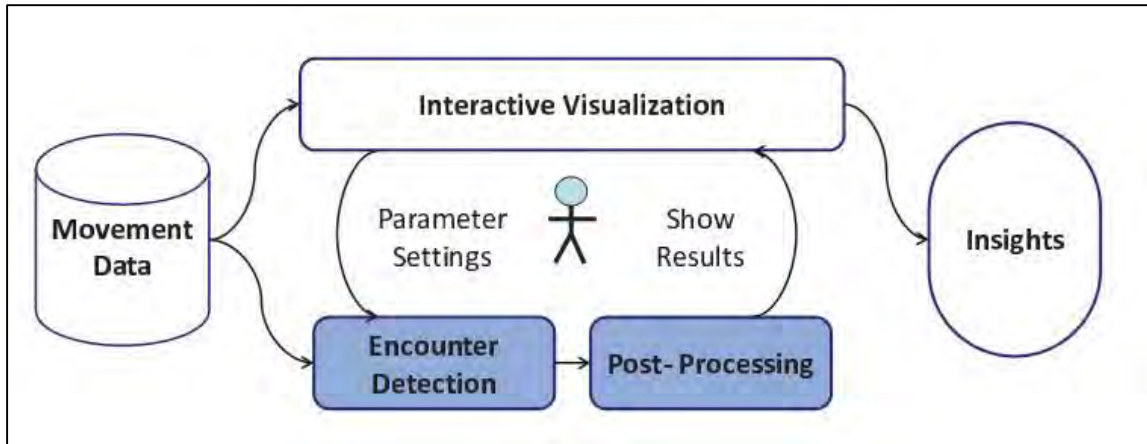 Interactive Visualization
Movement
Data
Parameter
Settings
Show
Results
Insights
Encounter
Detection
Post- Processing